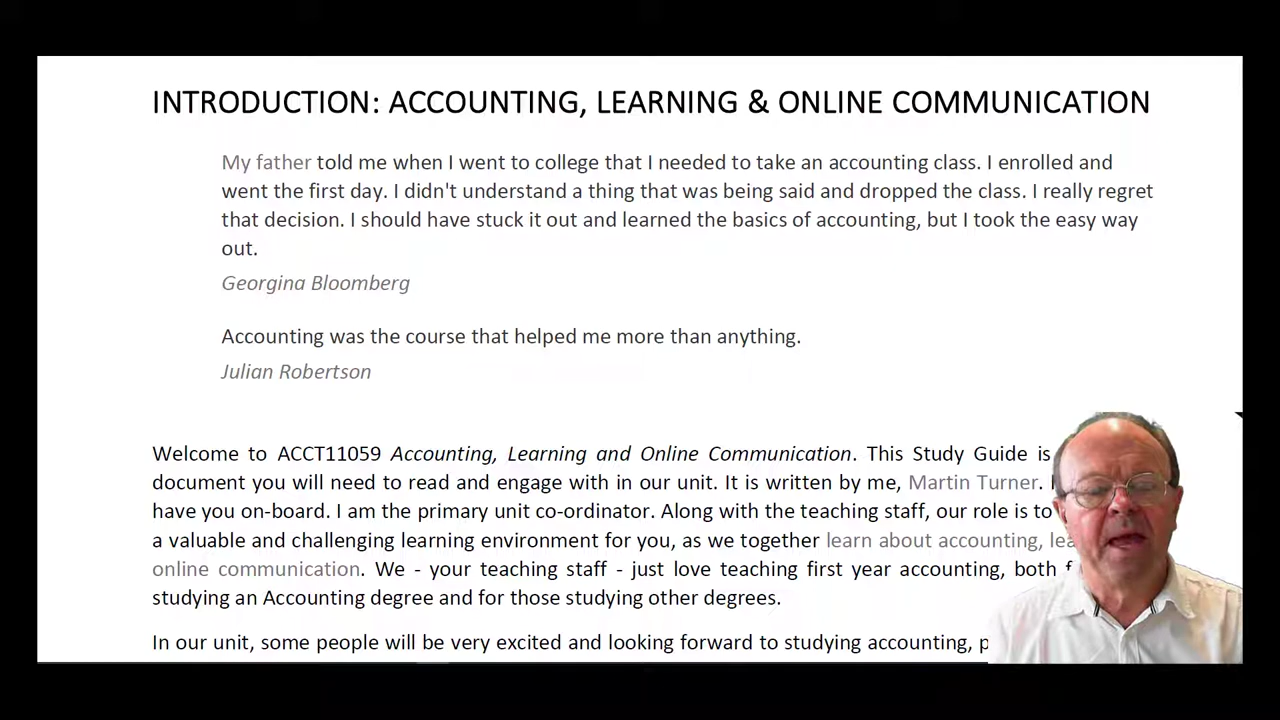 INTRODUCTION: ACCOUNTING, LEARNING & ONLINE COMMUNICATION
My father told me when I went to college that I needed to take an accounting class. I enrolled and
went the first day. I didn't understand a thing that was being said and dropped the class. I really regret
that decision. I should have stuck it out and learned the basics of accounting, but I took the easy way
out.
Georgina Bloomberg
Accounting was the course that helped me more than anything.
Julian Robertson
Welcome to ACCT11059 Accounting, Learning and Online Communication. This Study Guide is
document you will need to read and engage with in our unit. It is written by me, Martin Turner.
have you on-board. I am the primary unit co-ordinator. Along with the teaching staff, our role is to
a valuable and challenging learning environment for you, as we together learn about accounting,
online communication. We - your teaching staff - just love teaching first year accounting, both
studying an Accounting degree and for those studying other degrees.
In our unit, some people will be very excited and looking forward to studying accounting,